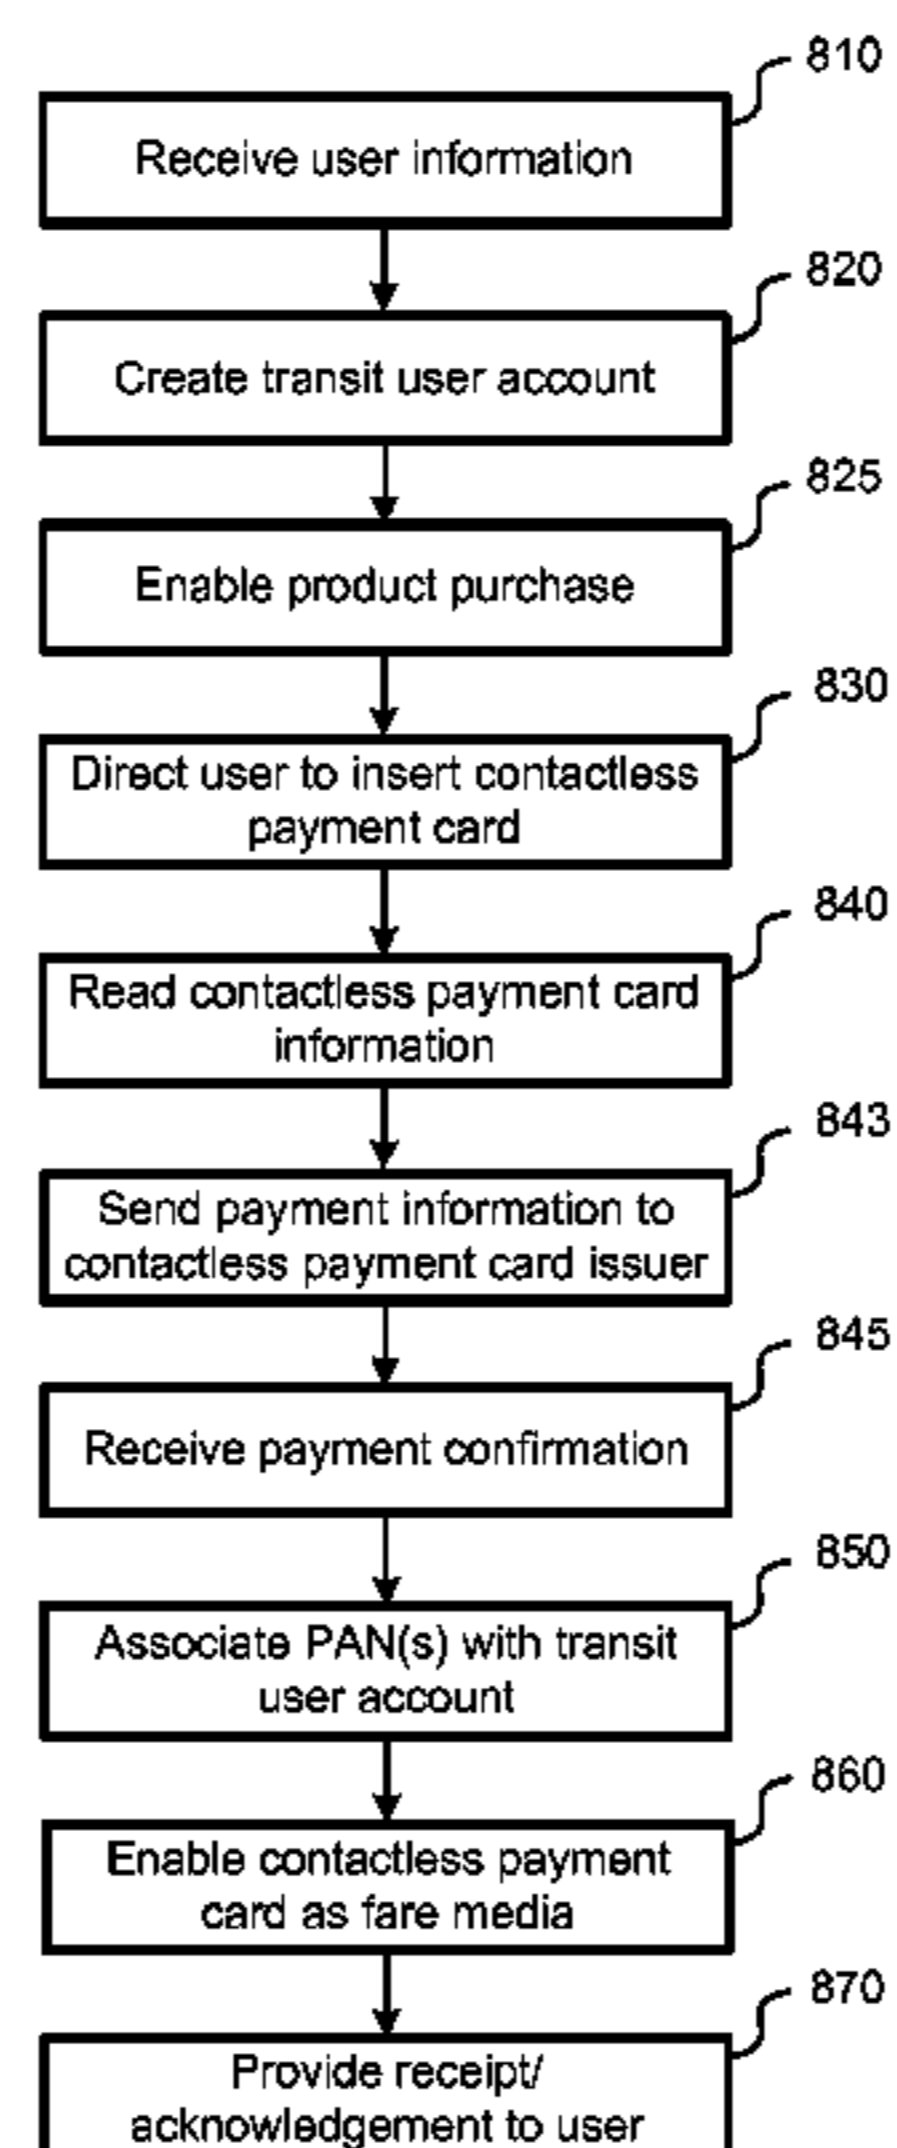 810
Receive user information
820
Create transit user account
825
Enable product purchase
830
Direct user to insert contactless
payment card
840
Read contactless payment card
information
843
Send payment information to
contactless payment card issuer
845
Receive payment confirmation
850
Associate PAN(s) with transit
user account
860
Enable contactless payment
card as fare media
870
Provide receipt/
acknowledgement to user